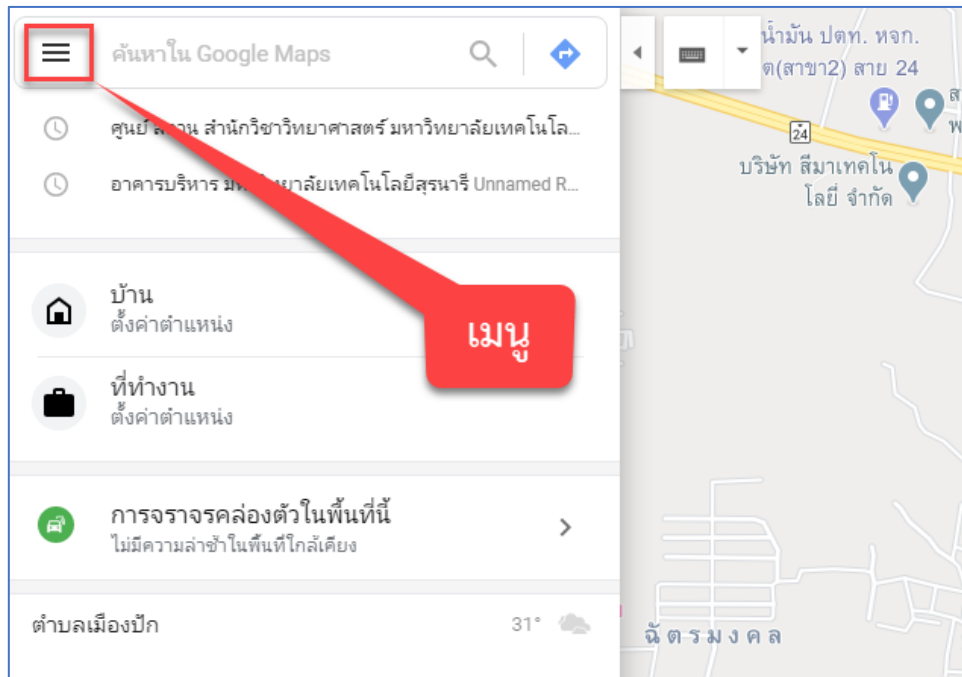 ค้นหาใน Google Maps
ศูนย์ สำนักวิชาวิทยาศาสตร์ มหาวิทยาลัยเทคโนโล...
อาคารบริหาร เทคโนโลยีสุรนารี Unnamed R...
บ้าน
ตั้งค่าตำแหน่ง
เมนู
ที่ทำงาน
ตั้งค่าตำแหน่ง
การจราจรคล่องตัวในพื้นที่นี้
ไม่มีความล่าช้าในพื้นที่ใกล้เคียง
ตำบลเมืองปัก
31°
น้ำมัน ปตท. หจก.
ต(สาขา2) สาย 24
24
บริษัท สีมาเทคโน
โลยี่ จำกัด
ฉัตรมงคล